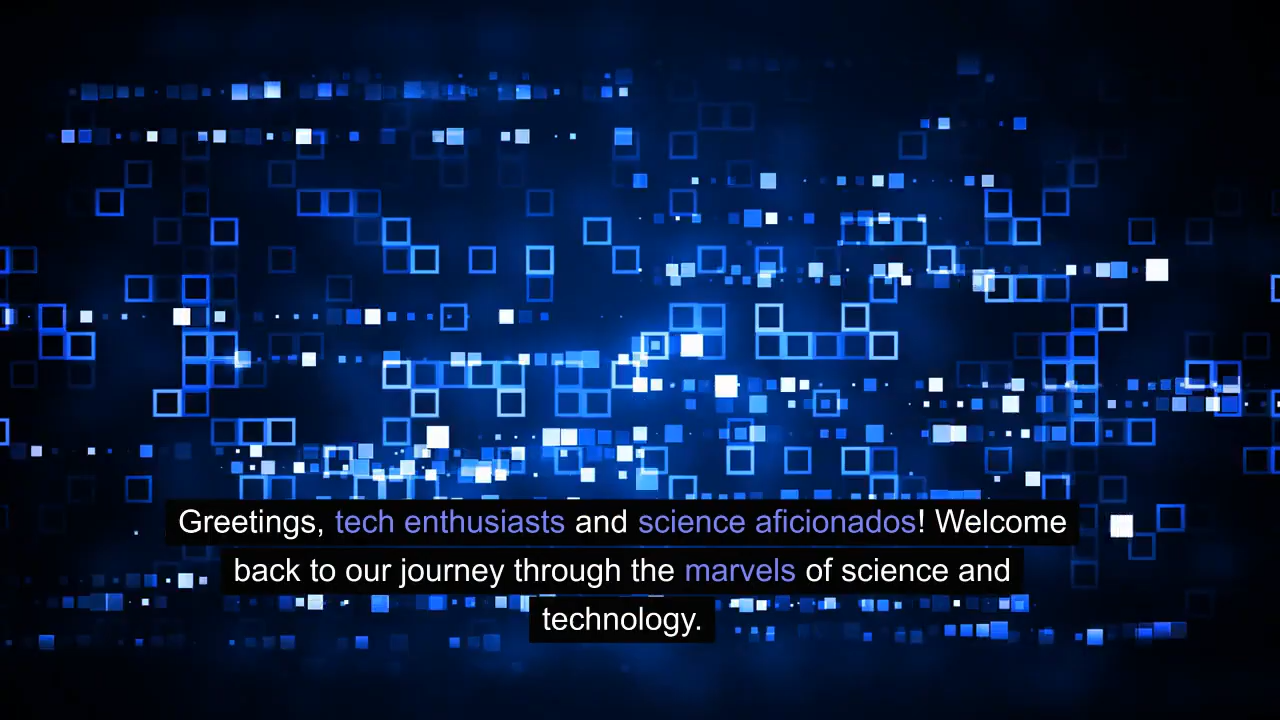 Greetings, tech enthusiasts and science aficionados! Welcome
back to our journey through the marvels of science and
technology.